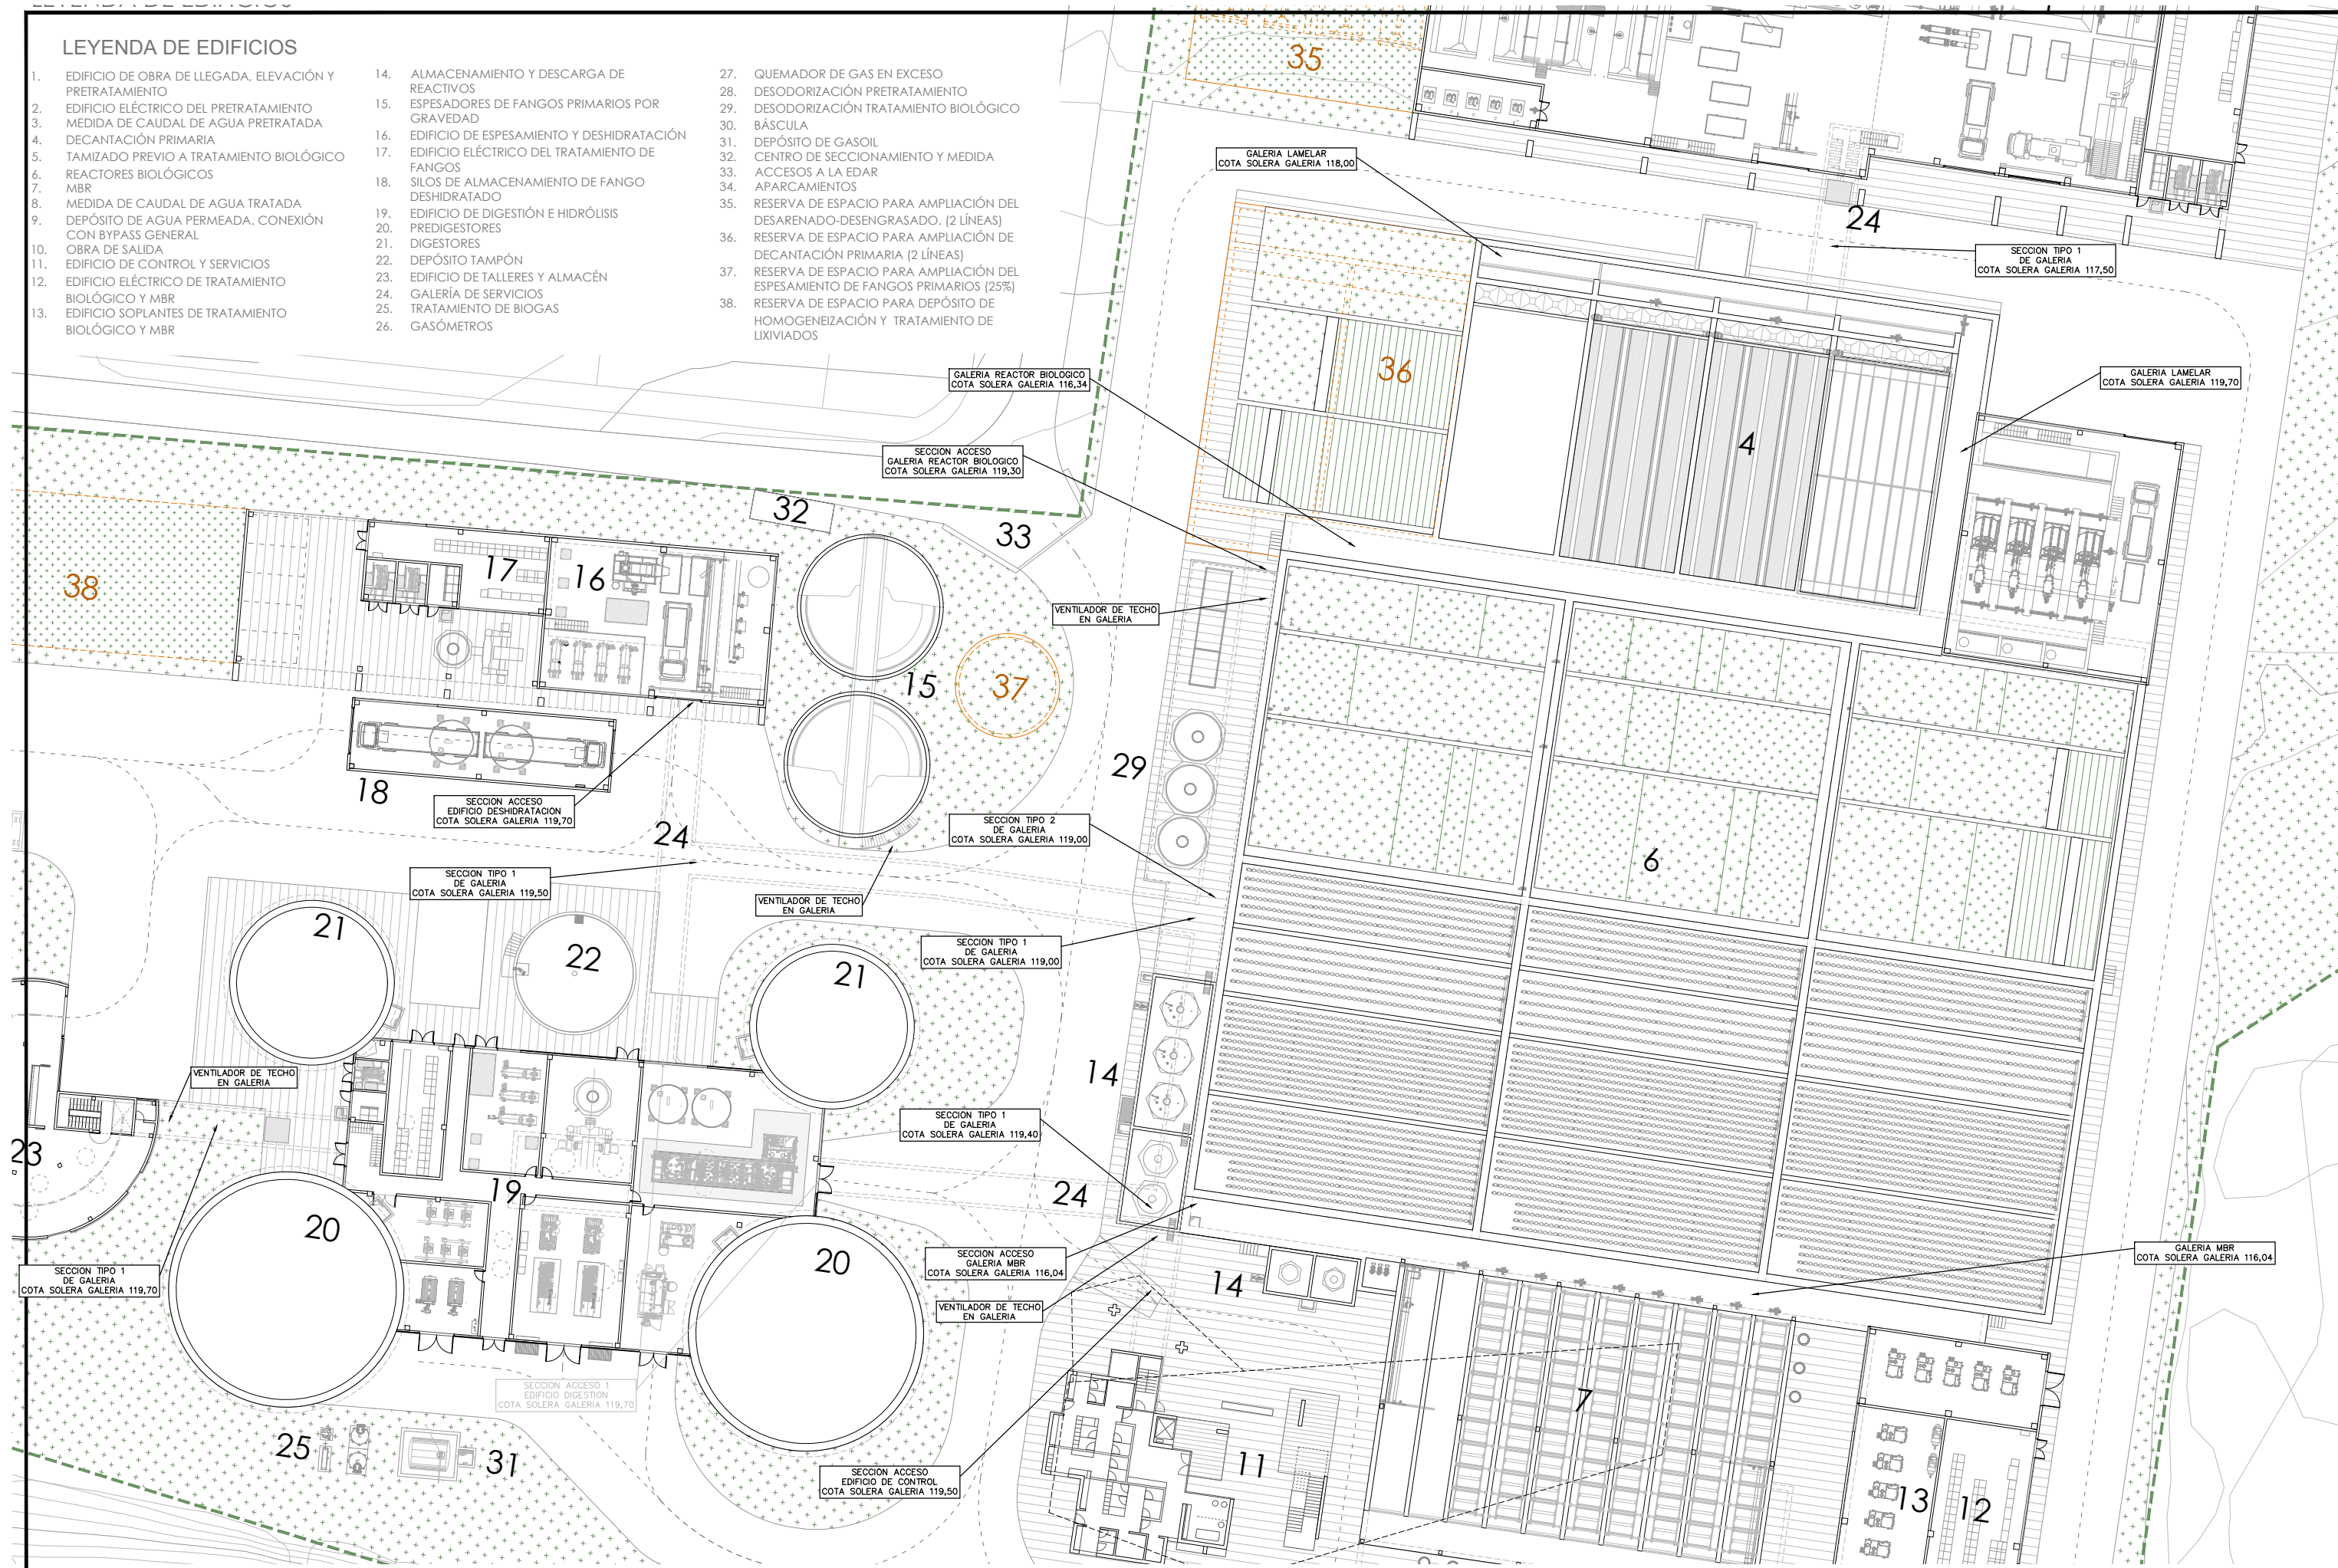 LEYENDA DE EDIFICIOS
1. EDIFICIO DE OBRA DE LLEGADA, ELEVACIÓN Y
PRETRATAMIENTO
2. EDIFICIO ELÉCTRICO DEL PRETRATAMIENTO
3. MEDIDA DE CAUDAL DE AGUA PRETRATADA
4. DECANTACIÓN PRIMARIA
5. TAMIZADO PREVIO A TRATAMIENTO BIOLÓGICO
6. REACTORES BIOLÓGICOS
7. MBR
8. MEDIDA DE CAUDAL DE AGUA TRATADA
9. DEPÓSITO DE AGUA PERMEADA. CONEXIÓN
CON BYPASS GENERAL
10. OBRA DE SALIDA
11. EDIFICIO DE CONTROL Y SERVICIOS
12. EDIFICIO ELÉCTRICO DE TRATAMIENTO
BIOLÓGICO Y MBR
13. EDIFICIO SOPLANTES DE TRATAMIENTO
BIOLÓGICO Y MBR
14. ALMACENAMIENTO Y DESCARGA DE
REACTIVOS
15. ESPESADORES DE FANGOS PRIMARIOS POR
GRAVEDAD
16. EDIFICIO DE ESPESAMIENTO Y DESHIDRATACIÓN
17. EDIFICIO ELÉCTRICO DEL TRATAMIENTO DE
FANGOS
18. SILOS DE ALMACENAMIENTO DE FANGO
DESHIDRATADO
19. EDIFICIO DE DIGESTIÓN E HIDRÓLISIS
20. PREDIGESTORES
21. DIGESTORES
22. DEPÓSITO TAMPÓN
23. EDIFICIO DE TALLERES Y ALMACÉN
24. GALERÍA DE SERVICIOS
25. TRATAMIENTO DE BIOGAS
26. GASÓMETROS
27. QUEMADOR DE GAS EN EXCESO
28. DESODORIZACIÓN PRETRATAMIENTO
29. DESODORIZACIÓN TRATAMIENTO BIOLÓGICO
30. BÁSCULA
31. DEPÓSITO DE GASOIL
32. CENTRO DE SECCIONAMIENTO Y MEDIDA
33. ACCESOS A LA EDAR
34. APARCAMIENTOS
35. RESERVA DE ESPACIO PARA AMPLIACIÓN DEL
DESARENADO-DESENGRASADO. (2 LÍNEAS)
36. RESERVA DE ESPACIO PARA AMPLIACIÓN DE
DECANTACIÓN PRIMARIA (2 LÍNEAS)
37. RESERVA DE ESPACIO PARA AMPLIACIÓN DEL
ESPESAMIENTO DE FANGOS PRIMARIOS (25%)
38. RESERVA DE ESPACIO PARA DEPÓSITO DE
HOMOGENEIZACIÓN Y TRATAMIENTO DE
LIXIVIADOS
35
GALERIA LAMELAR
COTA SOLERA GALERIA 118,00
24
SECCION TIPO 1
DE GALERIA
COTA SOLERA GALERIA 117,50
GALERIA REACTOR BIOLOGICO
COTA SOLERA GALERIA 116,34
36
GALERIA LAMELAR
COTA SOLERA GALERIA 119,70
4
SECCION ACCESO
GALERIA REACTOR BIOLOGICO
COTA SOLERA GALERIA 119,30
32
33
38
17
16
VENTILADOR DE TECHO
EN GALERIA
15
37
29
18
SECCION ACCESO
EDIFICIO DESHIDRATACION
COTA SOLERA GALERIA 119,70
24
SECCION TIPO 2
DE GALERIA
COTA SOLERA GALERIA 119,00
6
SECCION TIPO 1
DE GALERIA
COTA SOLERA GALERIA 119,50
VENTILADOR DE TECHO
EN GALERIA
21
22
21
SECCION TIPO 1
DE GALERIA
COTA SOLERA GALERIA 119,00
VENTILADOR DE TECHO
EN GALERIA
14
SECCION TIPO 1
DE GALERIA
COTA SOLERA GALERIA 119,40
23
19
24
20
20
SECCION ACCESO
GALERIA MBR
COTA SOLERA GALERIA 116,04
GALERIA MBR
COTA SOLERA GALERIA 116,04
SECCION TIPO 1
DE GALERIA
COTA SOLERA GALERIA 119,70
14
VENTILADOR DE TECHO
EN GALERIA
SECCION ACCESO 1
EDIFICIO DIGESTION
COTA SOLERA GALERIA 119,70
7
25
31
11
SECCION ACCESO
EDIFICIO DE CONTROL
COTA SOLERA GALERIA 119,50
13
12